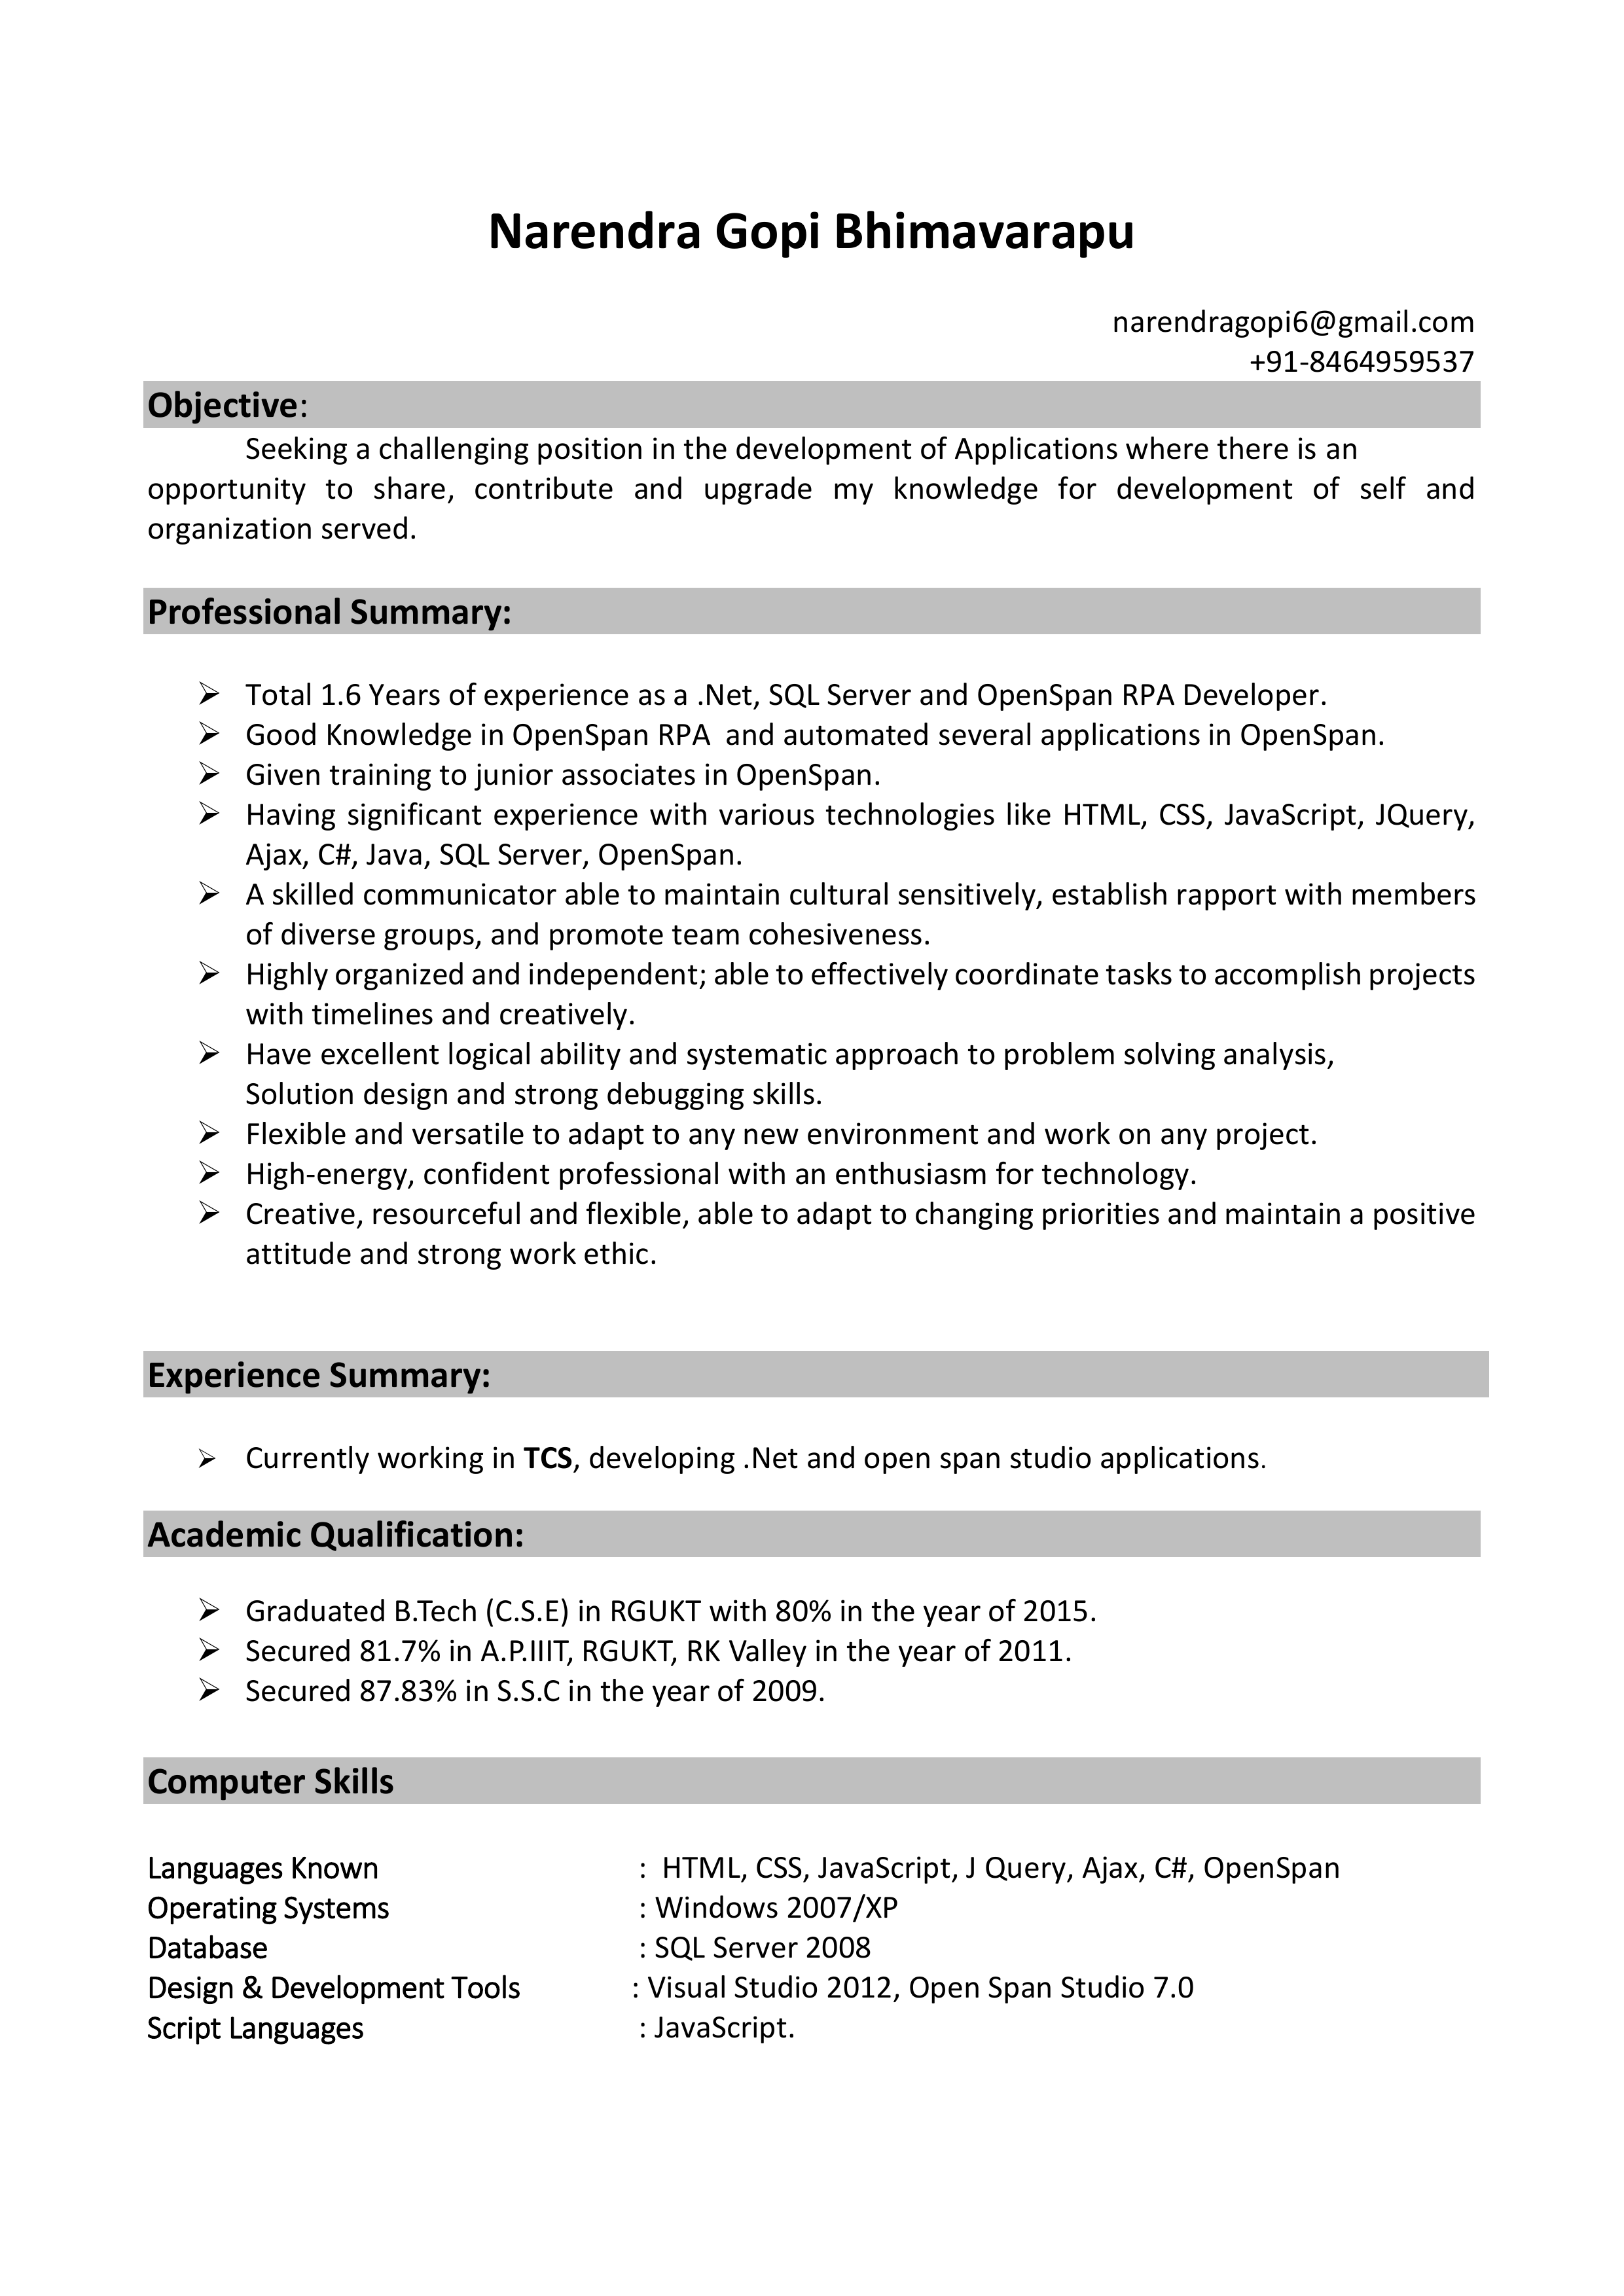 Narendra Gopi Bhimavarapu
narendragopi6@gmail.com
+91-8464959537
Objective:
Seeking a challenging position in the development of Applications where there is an
opportunity to share, contribute and upgrade my knowledge for development of self and
organization served.
Professional Summary:
➢ Total 1.6 Years of experience as a .Net, SQL Server and OpenSpan RPA Developer.
➢ Good Knowledge in OpenSpan RPA  and automated several applications in OpenSpan.
➢ Given training to junior associates in OpenSpan.
➢ Having significant experience with various technologies like HTML, CSS, JavaScript, JQuery,
Ajax, C#, Java, SQL Server, OpenSpan.
➢ A skilled communicator able to maintain cultural sensitively, establish rapport with members
of diverse groups, and promote team cohesiveness.
➢ Highly organized and independent; able to effectively coordinate tasks to accomplish projects
with timelines and creatively.
➢ Have excellent logical ability and systematic approach to problem solving analysis,
Solution design and strong debugging skills.
➢ Flexible and versatile to adapt to any new environment and work on any project.
➢ High-energy, confident professional with an enthusiasm for technology.
➢ Creative, resourceful and flexible, able to adapt to changing priorities and maintain a positive
attitude and strong work ethic.
Experience Summary:
➢ Currently working in TCS, developing .Net and open span studio applications.
Academic Qualification:
➢ Graduated B.Tech (C.S.E) in RGUKT with 80% in the year of 2015.
➢ Secured 81.7% in A.P.IIIT, RGUKT, RK Valley in the year of 2011.
➢ Secured 87.83% in S.S.C in the year of 2009.
Computer Skills
Languages Known : HTML, CSS, JavaScript, J Query, Ajax, C#, OpenSpan
Operating Systems : Windows 2007/XP
Database : SQL Server 2008
Design & Development Tools : Visual Studio 2012, Open Span Studio 7.0
Script Languages : JavaScript.